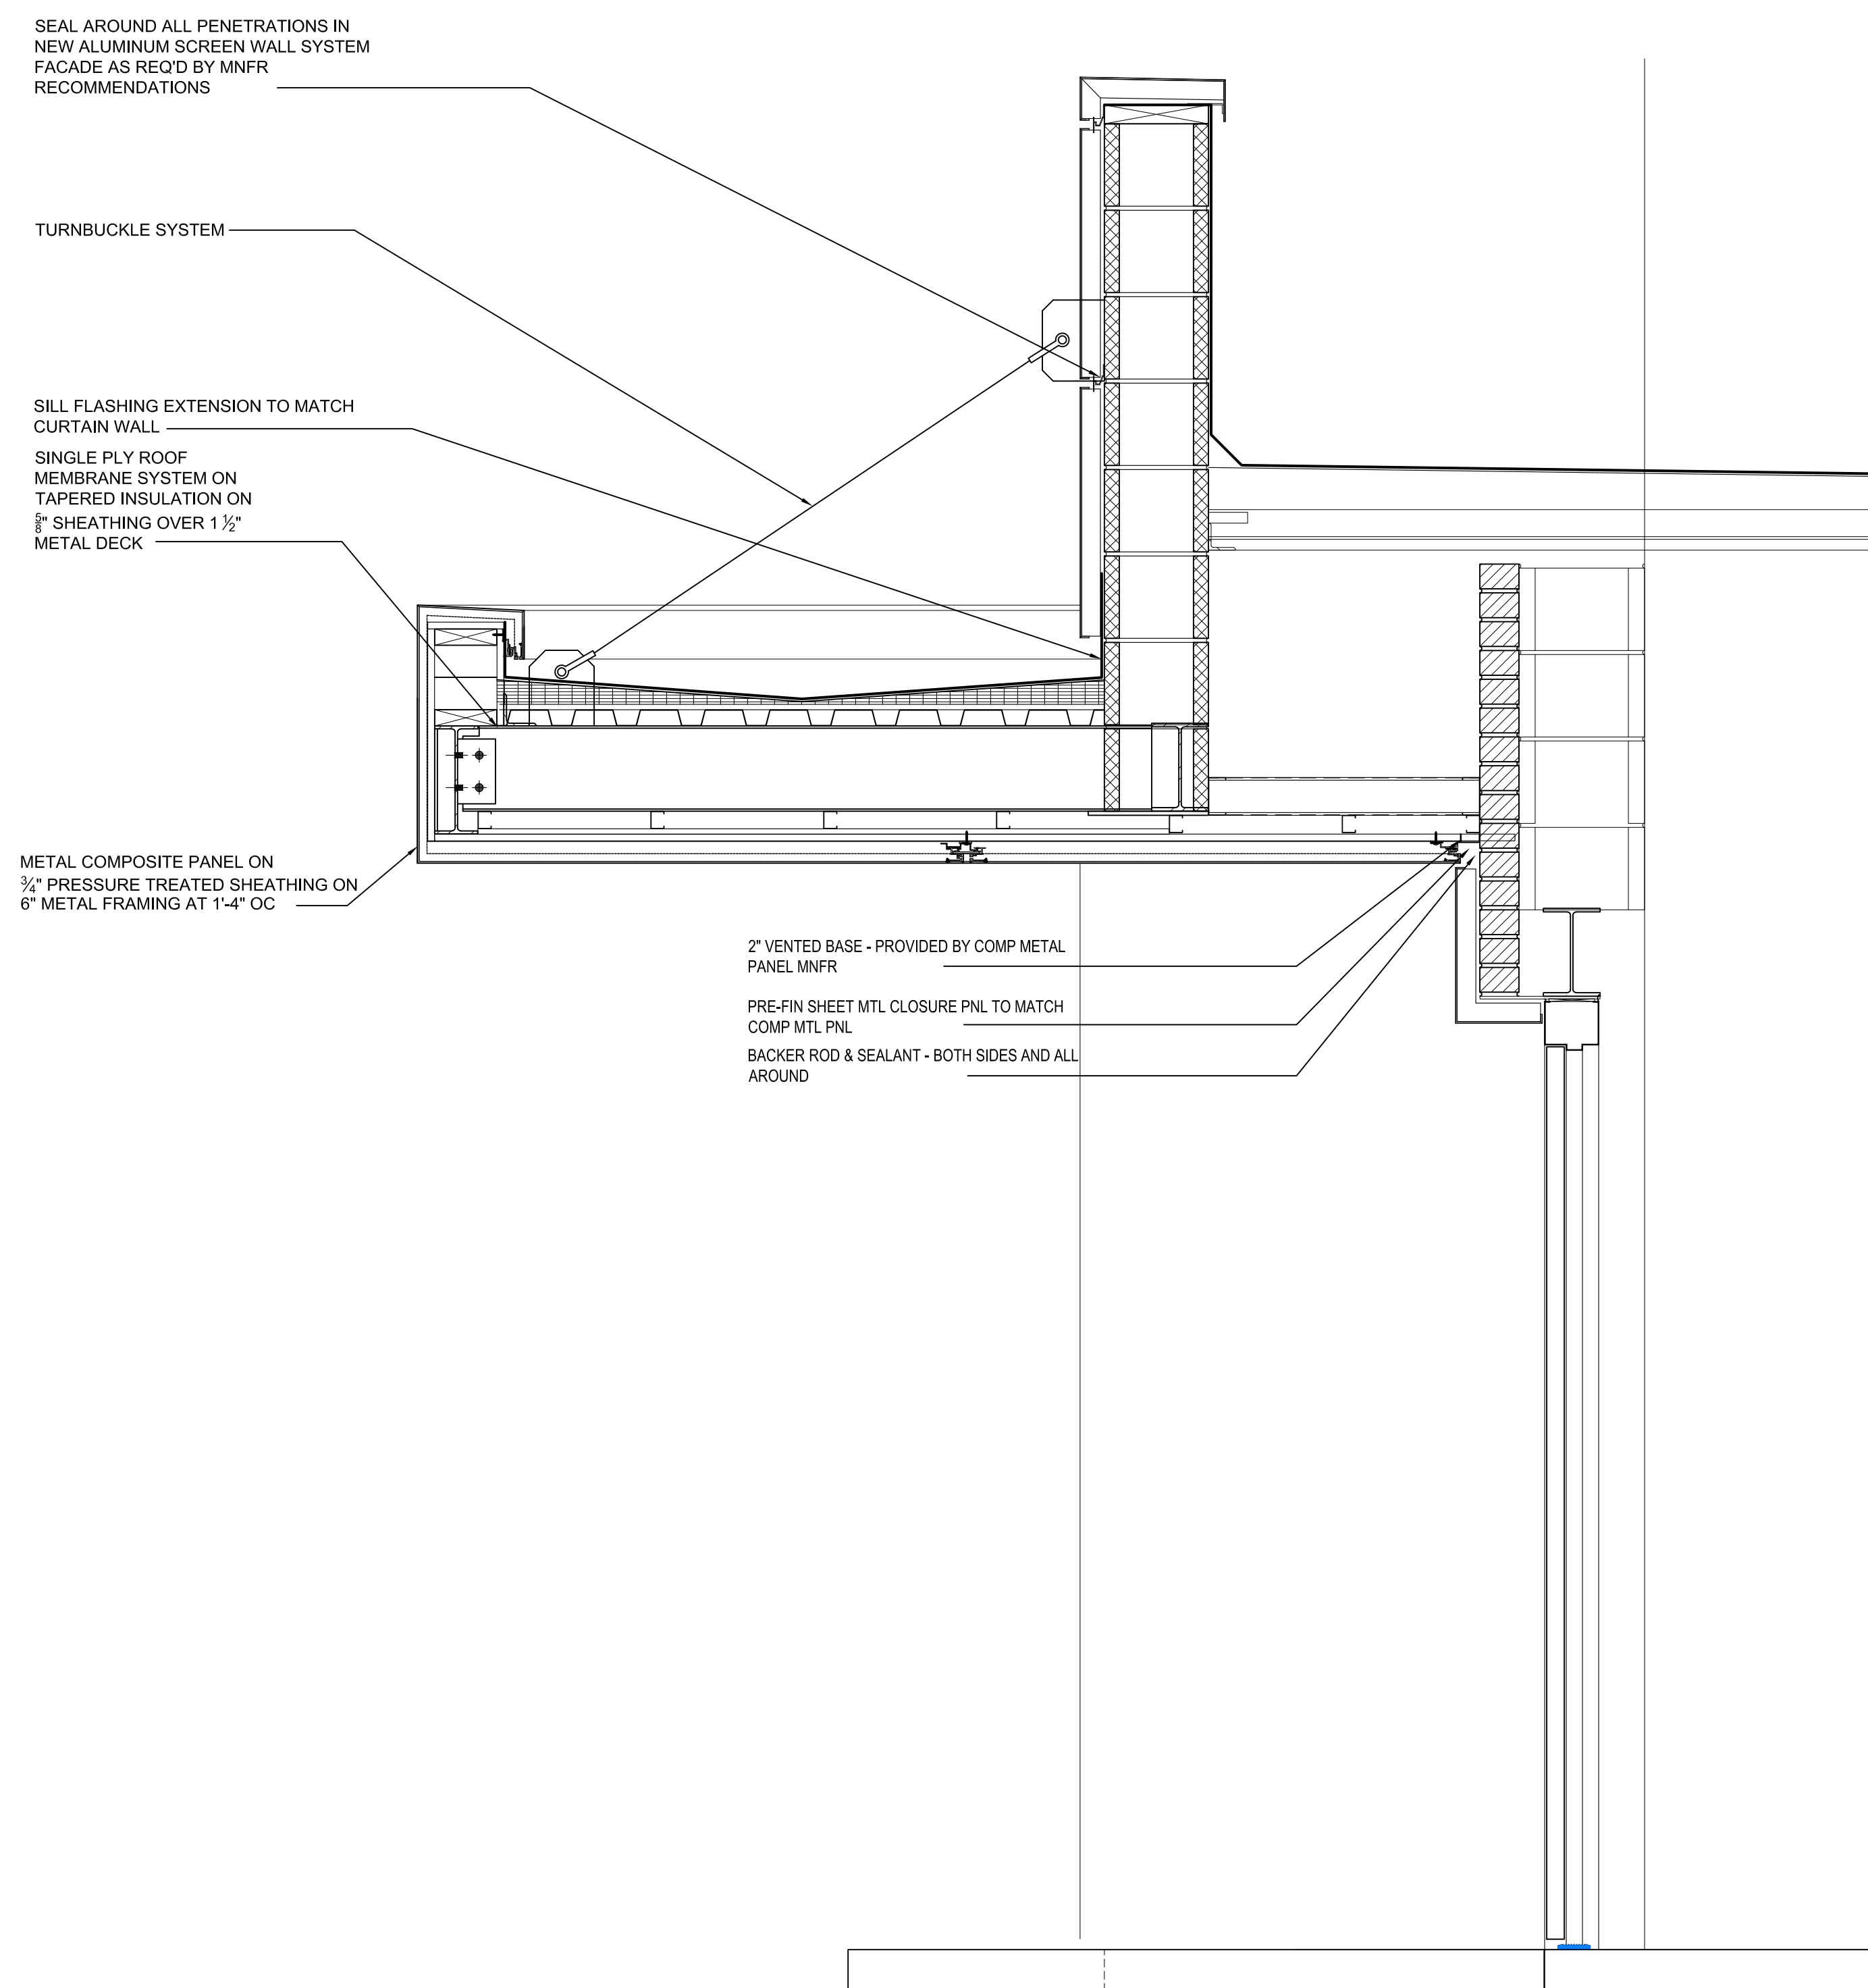 SEAL AROUND ALL PENETRATIONS IN
NEW ALUMINUM SCREEN WALL SYSTEM
FACADE AS REQ'D BY MNFR
RECOMMENDATIONS
TURNBUCKLE SYSTEM
SILL FLASHING EXTENSION TO MATCH
CURTAIN WALL
SINGLE PLY ROOF
MEMBRANE SYSTEM ON
TAPERED INSULATION ON
5/8" SHEATHING OVER 1 1/2"
METAL DECK
METAL COMPOSITE PANEL ON
3/4" PRESSURE TREATED SHEATHING ON
6" METAL FRAMING AT 1'-4" OC
2" VENTED BASE - PROVIDED BY COMP METAL
PANEL MNFR
PRE-FIN SHEET MTL CLOSURE PNL TO MATCH
COMP MTL PNL
BACKER ROD & SEALANT - BOTH SIDES AND ALL
AROUND